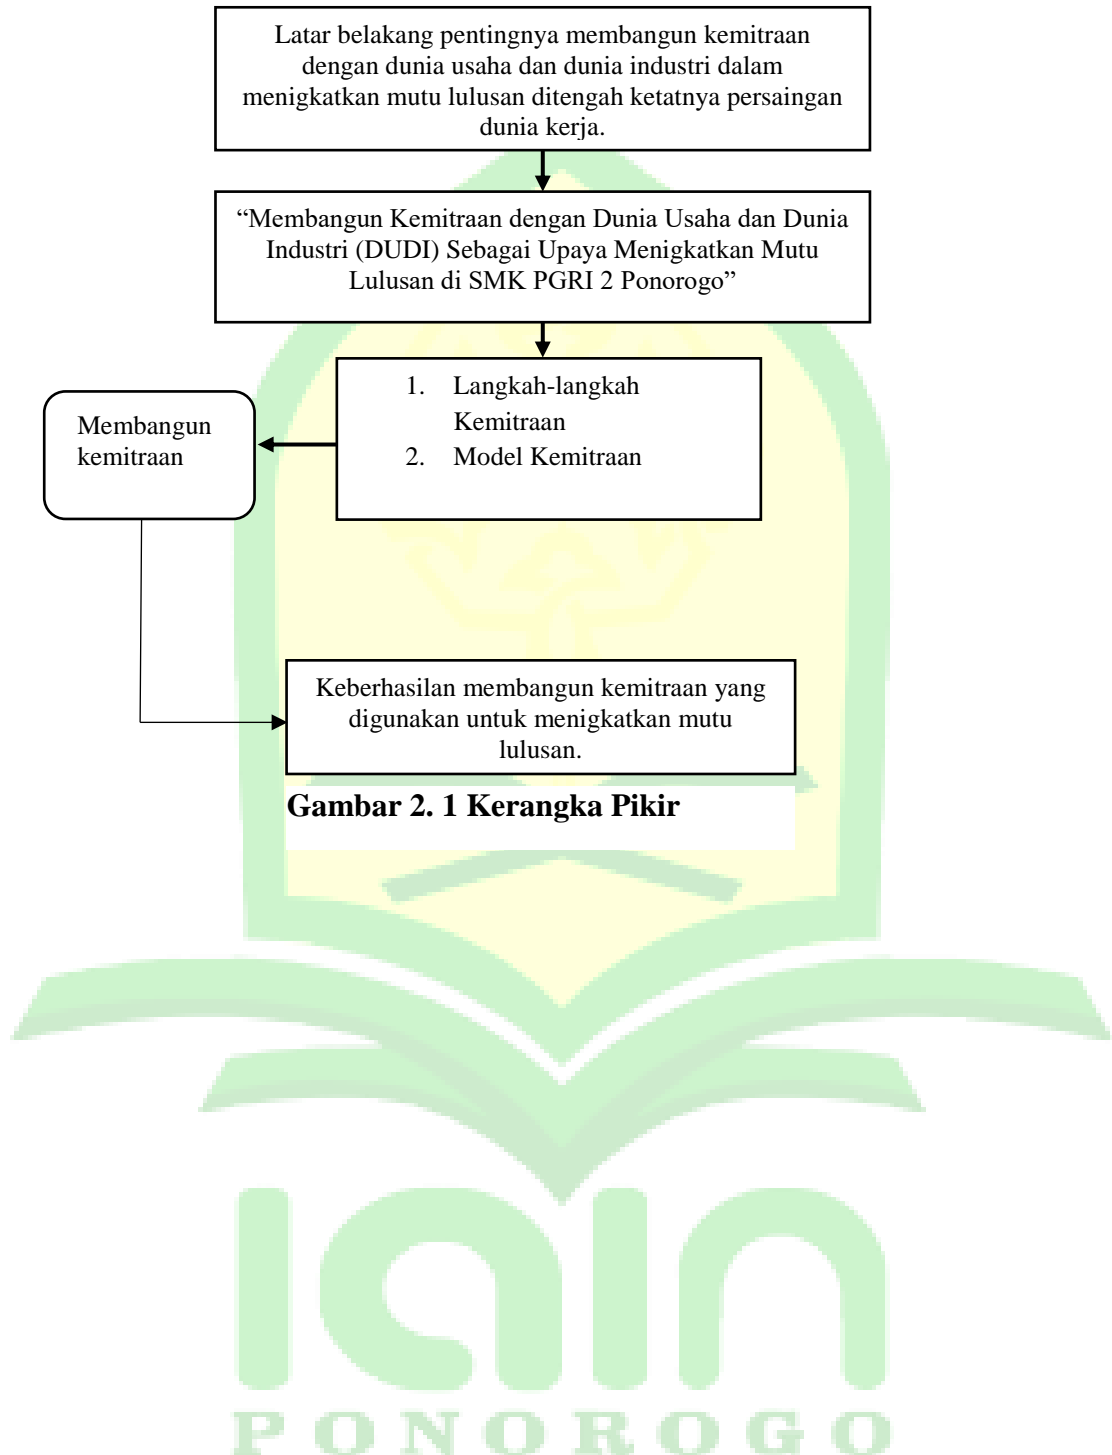 Latar belakang pentingnya membangun kemitraan
dengan dunia usaha dan dunia industri dalam
menigkatkan mutu lulusan ditengah ketatnya persaingan
dunia kerja.
“Membangun Kemitraan dengan Dunia Usaha dan Dunia
Industri (DUDI) Sebagai Upaya Menigkatkan Mutu
Lulusan di SMK PGRI 2 Ponorogo”
1. Langkah-langkah
Kemitraan
2. Model Kemitraan
Membangun
kemitraan
Keberhasilan membangun kemitraan yang
digunakan untuk menigkatkan mutu
lulusan.
Gambar 2. 1 Kerangka Pikir
iain
PONOROGO